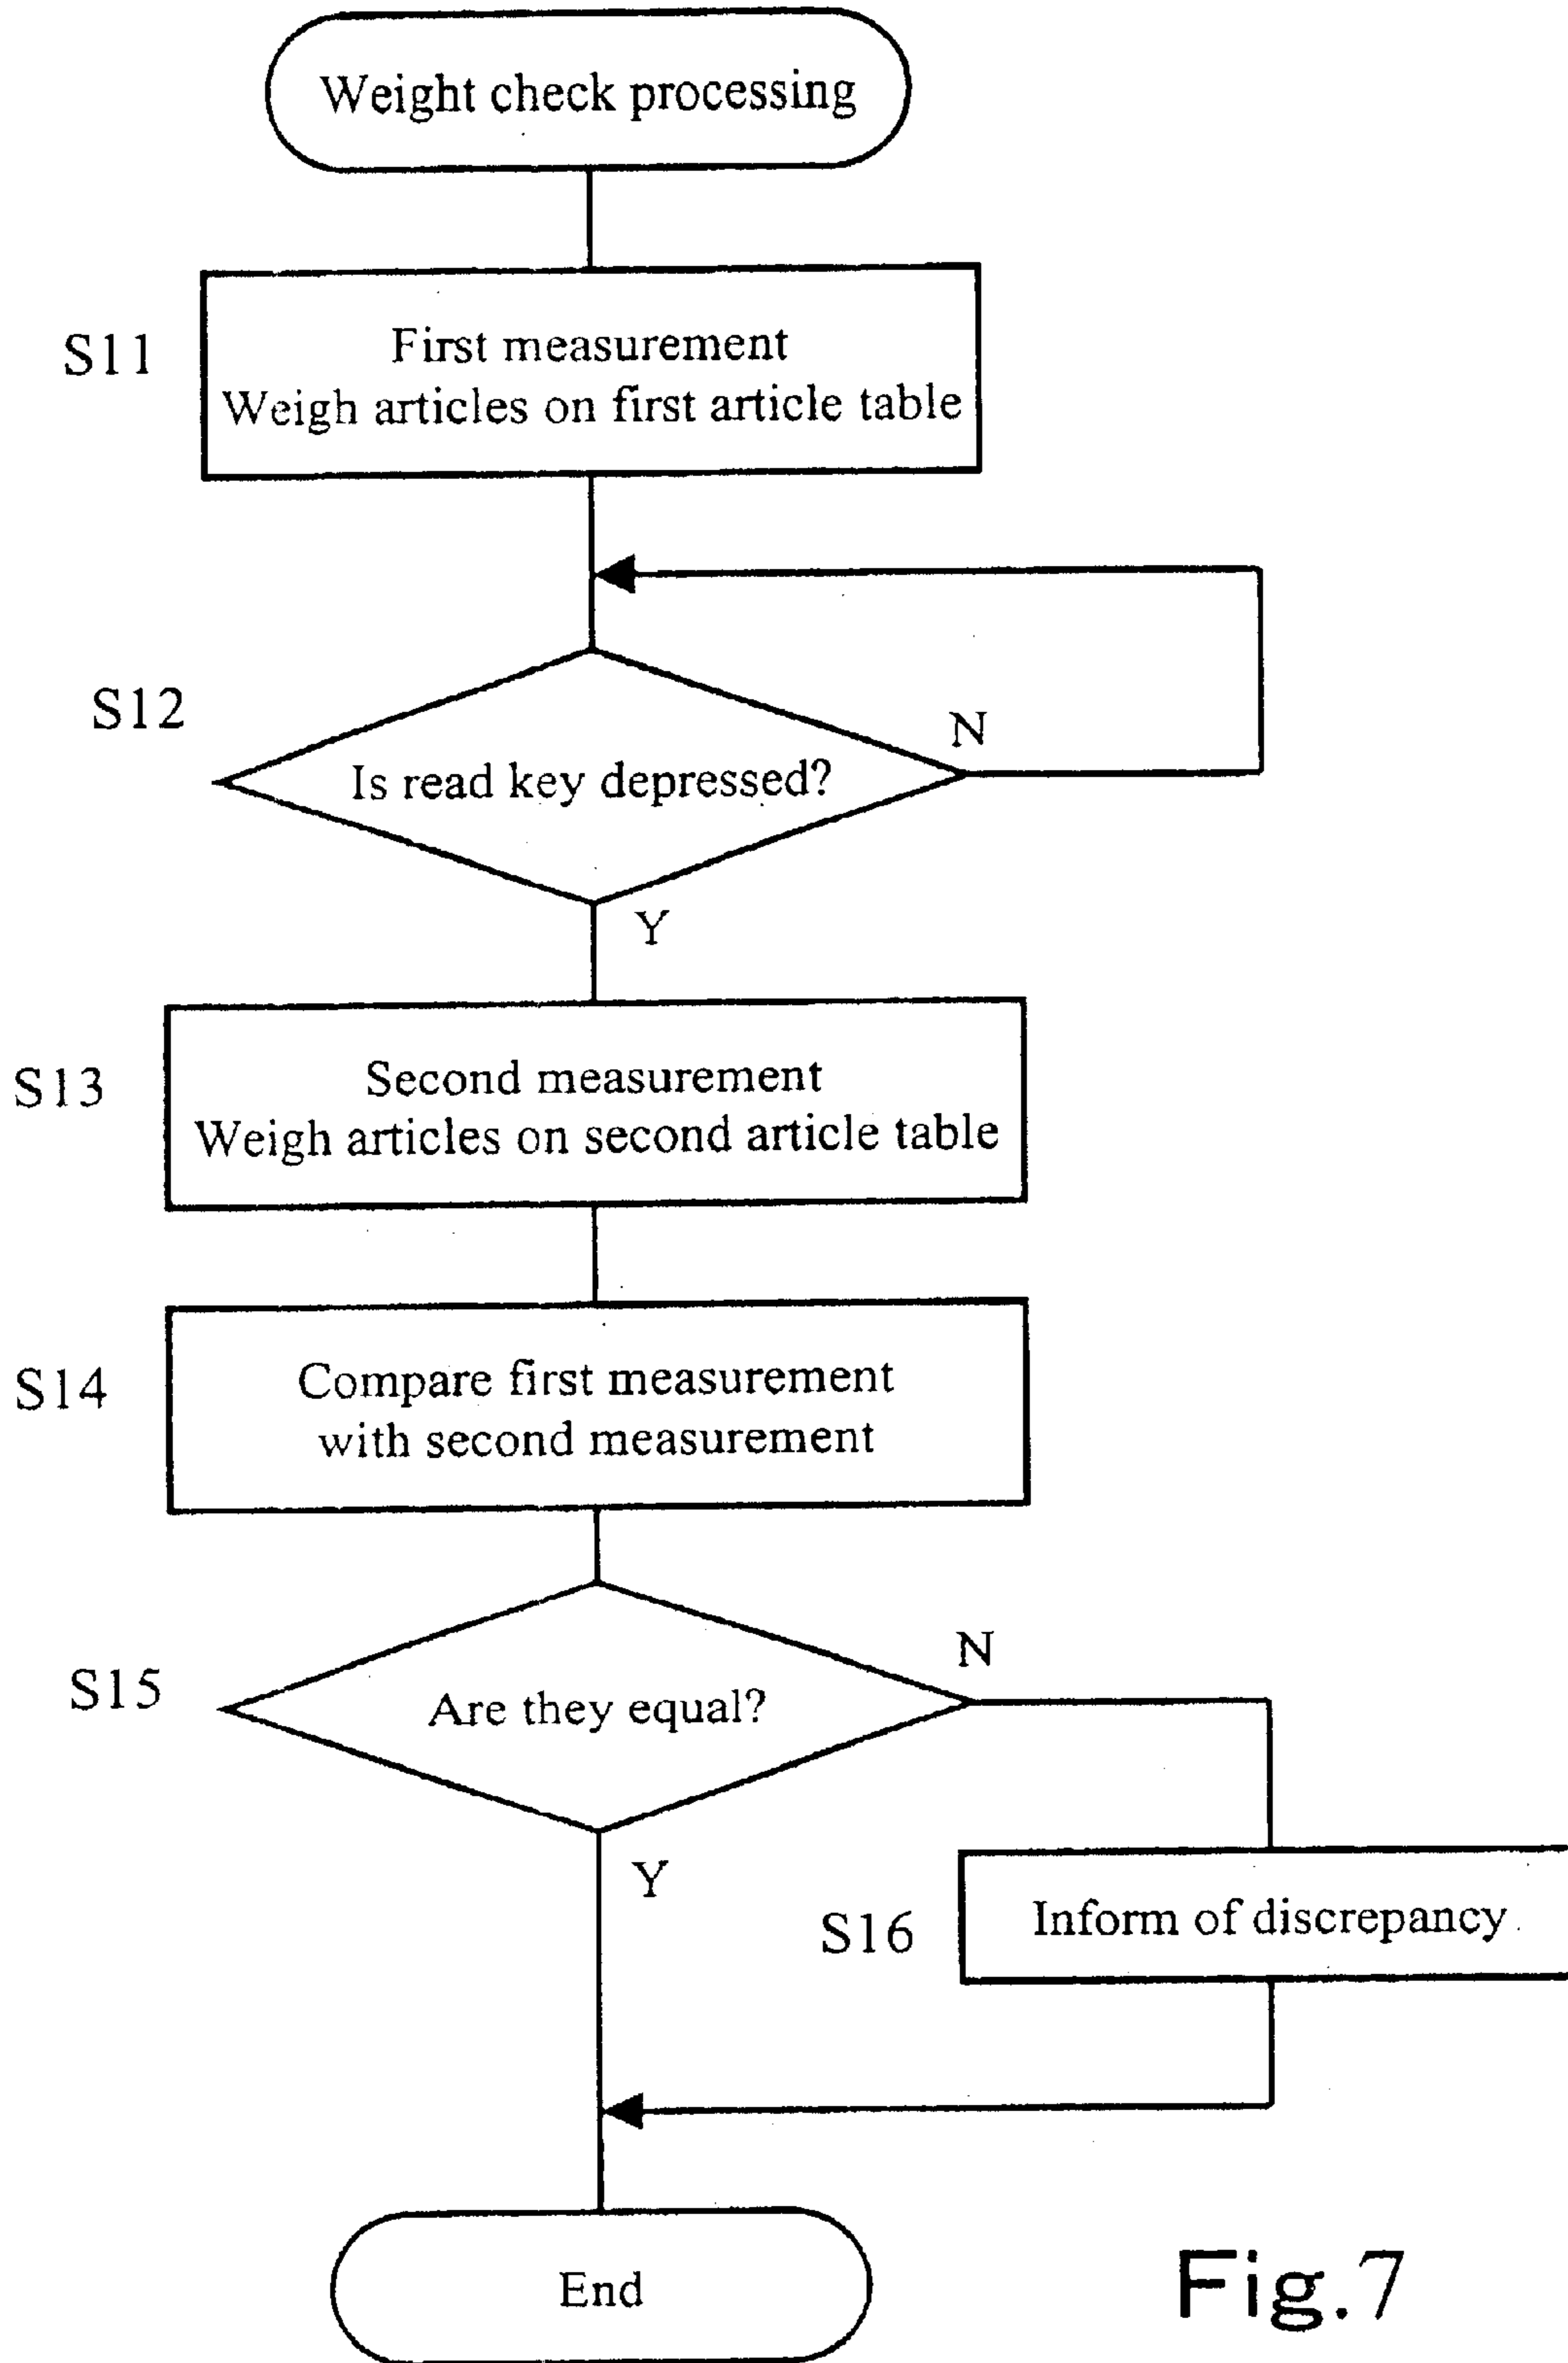 Weight check processing
S11
First measurement
Weigh articles on first article table
S12
Is read key depressed?
N
Y
S13
Second measurement
Weigh articles on second article table
S14
Compare first measurement
with second measurement
S15
Are they equal?
N
Y
S16
Inform of discrepancy
End
Fig.7